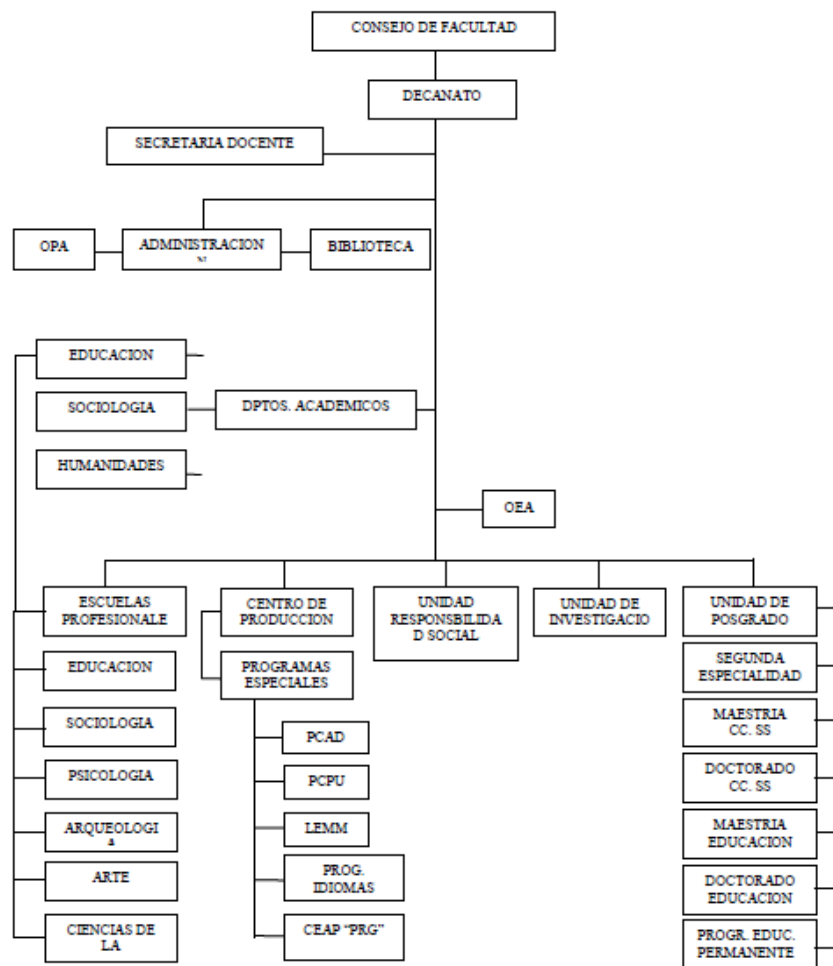 CONSEJO DE FACULTAD
DECANATO
SECRETARIA DOCENTE
OPA
ADMINISTRACION
BIBLIOTECA
EDUCACION
SOCIOLOGIA
DPTOS. ACADEMICOS
HUMANIDADES
OEA
ESCUELAS
PROFESIONALE
CENTRO DE
PRODUCCION
UNIDAD
RESPONSBILIDA
D SOCIAL
UNIDAD DE
INVESTIGACIO
UNIDAD DE
POSGRADO
EDUCACION
SOCIOLOGIA
PSICOLOGIA
ARQUEOLOGI
ARTE
CIENCIAS DE
LA
PROGRAMAS
ESPECIALES
PCAD
PCPU
LEMM
PROG.
IDIOMAS
CEAP “PRG”
SEGUNDA
ESPECIALIDAD
MAESTRIA
CC. SS
DOCTORADO
CC. SS
MAESTRIA
EDUCACION
DOCTORADO
EDUCACION
PROGR. EDUC.
PERMANENTE